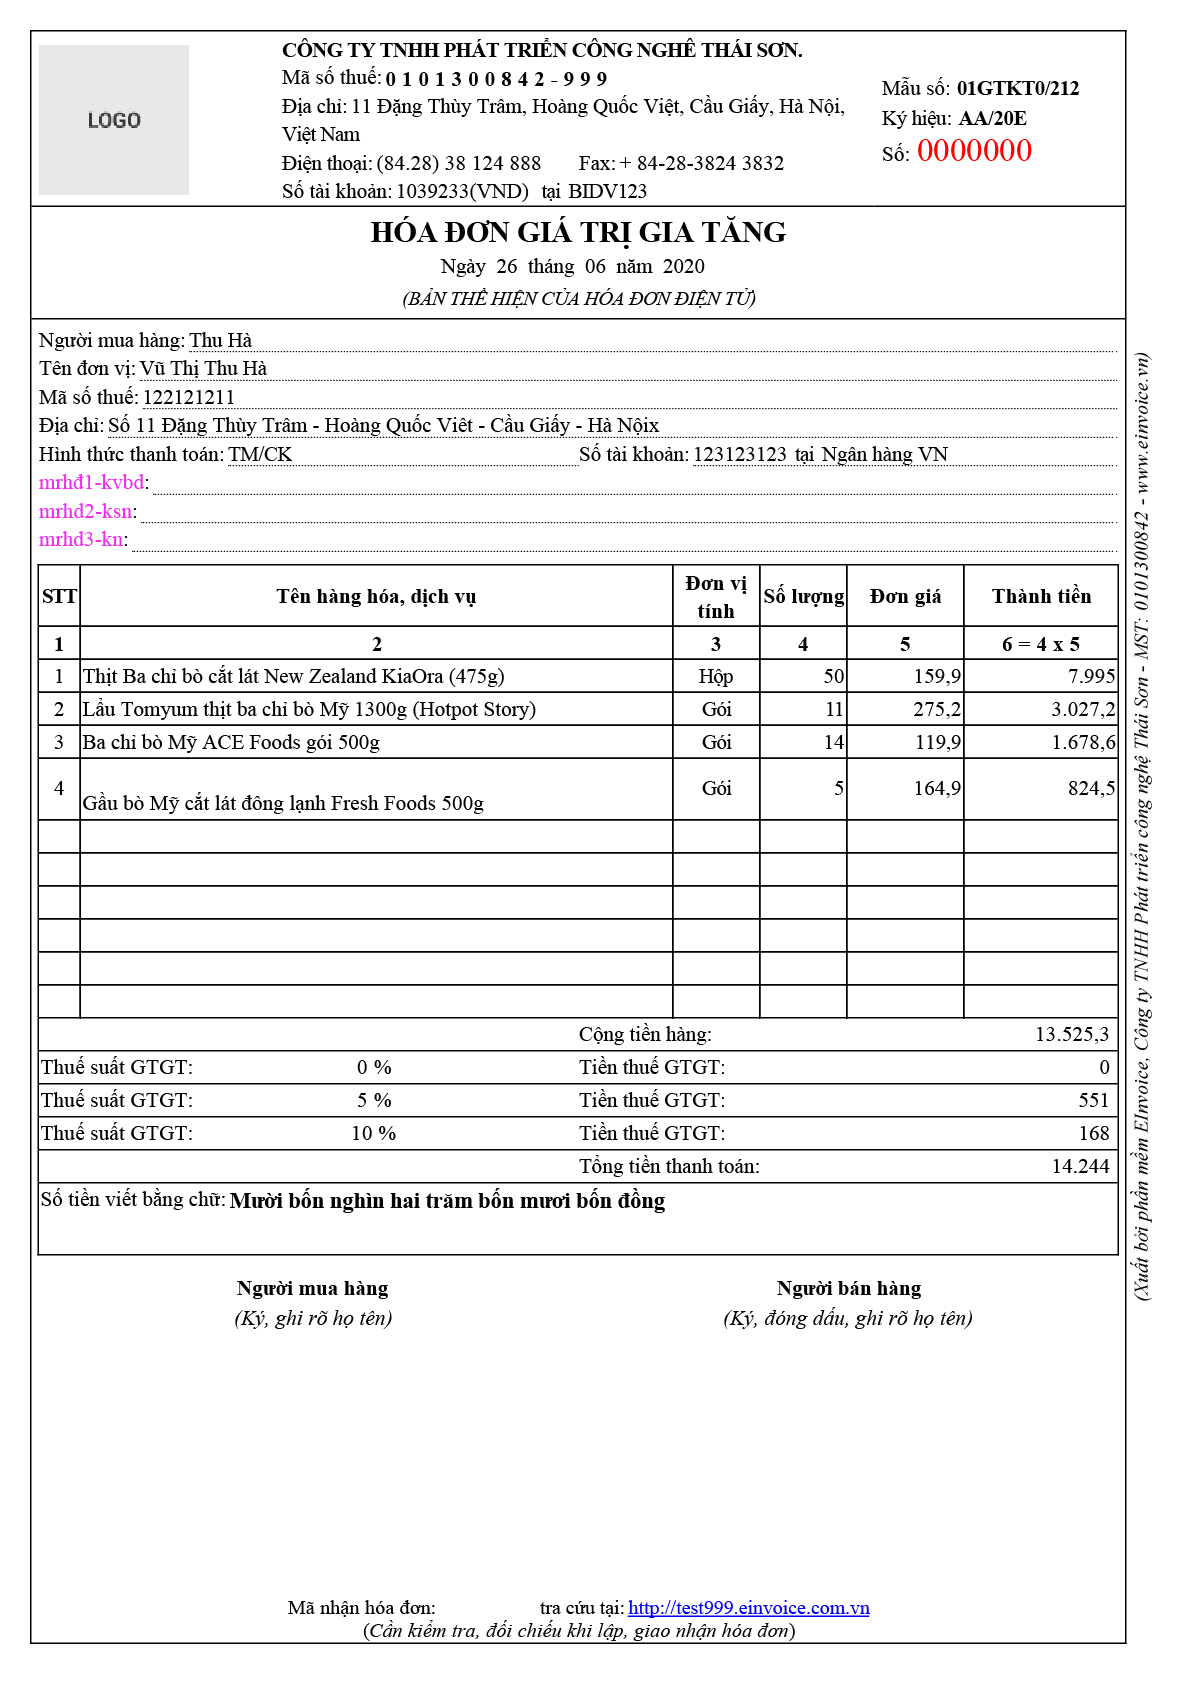 LOGO
CÔNG TY TNHH PHÁT TRIỂN CÔNG NGHÊ THÁI SƠN.
Mã số thuế: 0101300842-999
Địa chỉ: 11 Đặng Thùy Trâm, Hoàng Quốc Việt, Cầu Giấy, Hà Nội,
Việt Nam
Điện thoại: (84.28) 38 124 888 Fax: + 84-28-3824 3832
Số tài khoản: 1039233(VND) tại BIDV123
Mẫu số: 01GTKT0/212
Ký hiệu: AA/20E
Số: 0000000
HÓA ĐƠN GIÁ TRỊ GIA TĂNG
Ngày 26 tháng 06 năm 2020
(BẢN THỂ HIỆN CỦA HÓA ĐƠN ĐIỆN TỬ)
Người mua hàng: Thu Hà
Tên đơn vị: Vũ Thị Thu Hà
Mã số thuế: 122121211
Địa chỉ: Số 11 Đặng Thùy Trâm - Hoàng Quốc Viêt - Cầu Giấy - Hà Nộix
Hình thức thanh toán: TM/CK Số tài khoản: 123123123 tại Ngân hàng VN
mrhđ1-kvbd:
mrhd2-ksn:
mrhd3-kn:
STT Tên hàng hóa, dịch vụ Đơn vị tính Số lượng Đơn giá Thành tiền
1 2 3 4 5 6 = 4 x 5
1 Thịt Ba chỉ bò cắt lát New Zealand KiaOra (475g) Hộp 50 159,9 7.995
2 Lẩu Tomyum thịt ba chỉ bò Mỹ 1300g (Hotpot Story) Gói 11 275,2 3.027,2
3 Ba chỉ bò Mỹ ACE Foods gói 500g Gói 14 119,9 1.678,6
4 Gầu bò Mỹ cắt lát đông lạnh Fresh Foods 500g Gói 5 164,9 824,5
Cộng tiền hàng: 13.525,3
Thuế suất GTGT: 0 % Tiền thuế GTGT: 0
Thuế suất GTGT: 5 % Tiền thuế GTGT: 551
Thuế suất GTGT: 10 % Tiền thuế GTGT: 168
Tổng tiền thanh toán: 14.244
Số tiền viết bằng chữ: Mười bốn nghìn hai trăm bốn mươi bốn đồng
Người mua hàng Người bán hàng
(Ký, ghi rõ họ tên) (Ký, đóng dấu, ghi rõ họ tên)
Mã nhận hóa đơn: tra cứu tại: http://test999.einvoice.com.vn
(Cần kiểm tra, đối chiếu khi lập, giao nhận hóa đơn)
(Xuất bởi phần mềm EInvoice, Công ty TNHH Phát triển công nghệ Thái Sơn - MST: 0101300842 - www.einvoice.vn)